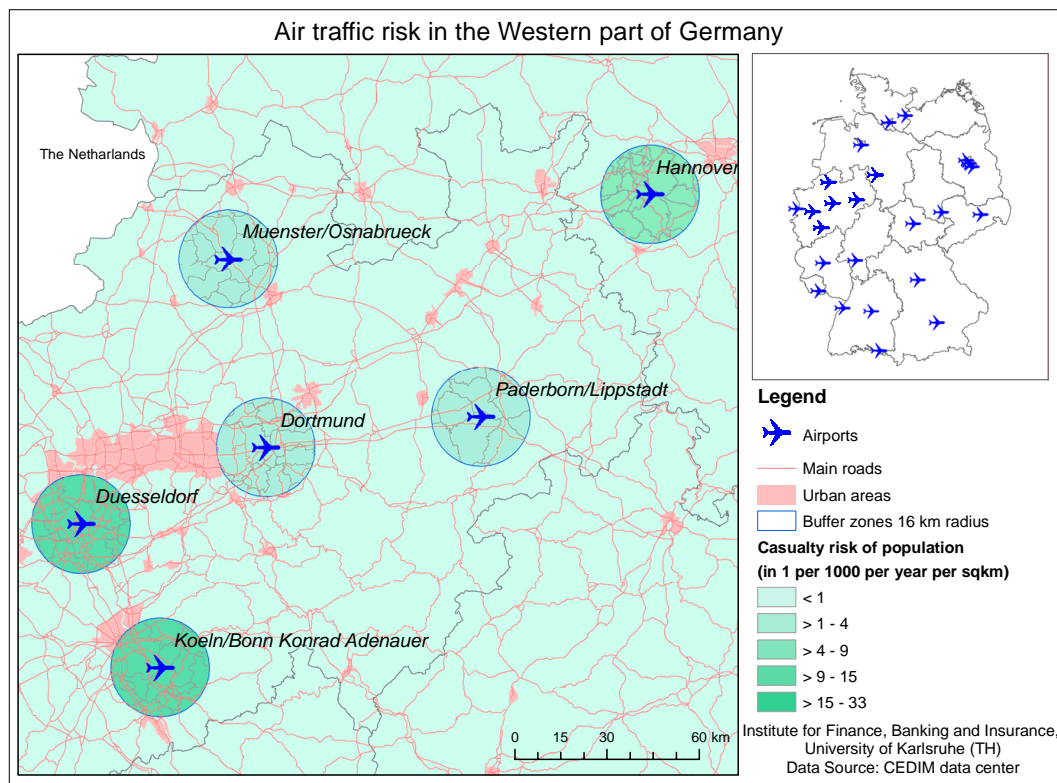 Air traffic risk in the Western part of Germany
The Netharlands
Hannover
Muenster/Osnabrueck
Paderborn/Lippstadt
Dortmund
Duesseldorf
Koeln/Bonn Konrad Adenauer
0 15 30 60 km
Legend
Airports
Main roads
Urban areas
Buffer zones 16 km radius
Casualty risk of population
(in 1 per 1000 per year per sqkm)
< 1
> 1 - 4
> 4 - 9
> 9 - 15
> 15 - 33
Institute for Finance, Banking and Insurance,
University of Karlsruhe (TH)
Data Source: CEDIM data center